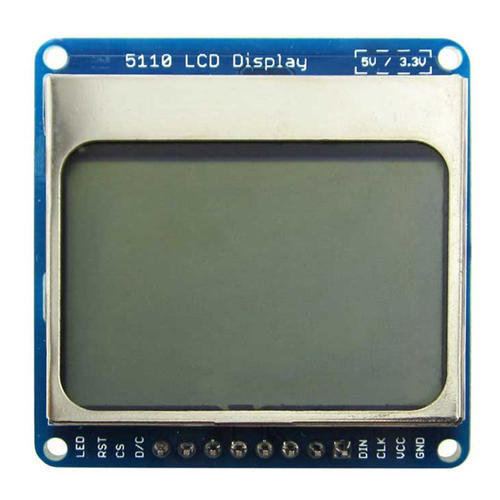 5110 LCD Display
5V / 3.3V
LED
RST
CS
D/C
DIN
CLK
VCC
GND